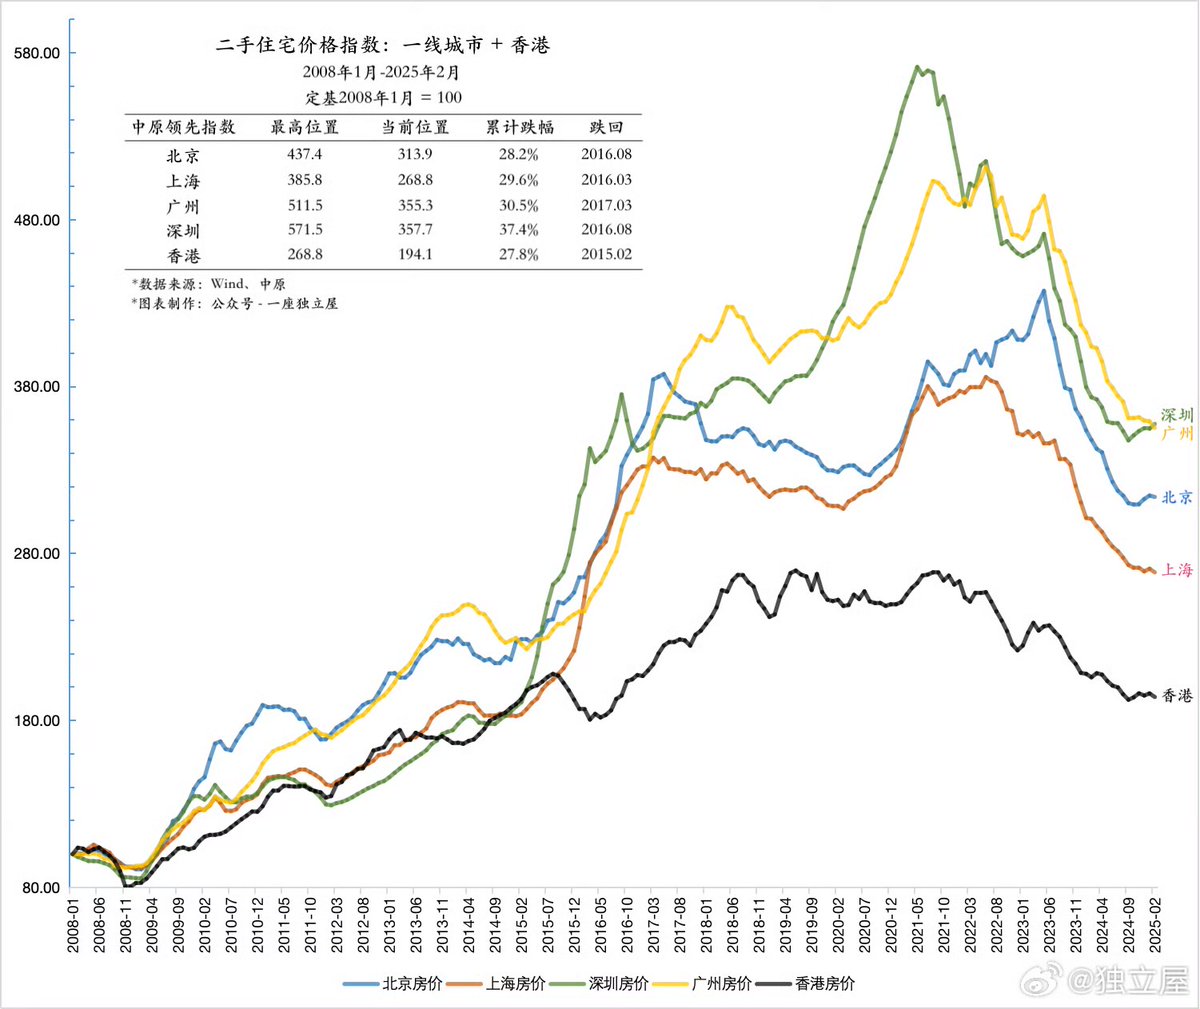 二手住宅价格指数：一线城市 + 香港
2008年1月-2025年2月
定基2008年1月 = 100
中原领先指数 最高位置 当前位置 累计跌幅 跌回
北京 437.4 313.9 28.2% 2016.08
上海 385.8 268.8 29.6% 2016.03
广州 511.5 355.3 30.5% 2017.03
深圳 571.5 357.7 37.4% 2016.08
香港 268.8 194.1 27.8% 2015.02
*数据来源：Wind、中原
*图表制作：公众号 - 一座独立屋
580.00
480.00
380.00
280.00
180.00
80.00
深圳
广州
北京
上海
香港
2008-01 2008-06 2008-11 2009-04 2009-09 2010-02 2010-07 2010-12 2011-05 2011-10 2012-03 2012-08 2013-01 2013-06 2013-11 2014-04 2014-09 2015-02 2015-07 2015-12 2016-05 2016-10 2017-03 2017-08 2018-01 2018-06 2018-11 2019-04 2019-09 2020-02 2020-07 2020-12 2021-05 2021-10 2022-03 2022-08 2023-01 2023-06 2023-11 2024-04 2024-09 2025-02
北京房价 上海房价 深圳房价 广州房价 香港房价
@独立屋